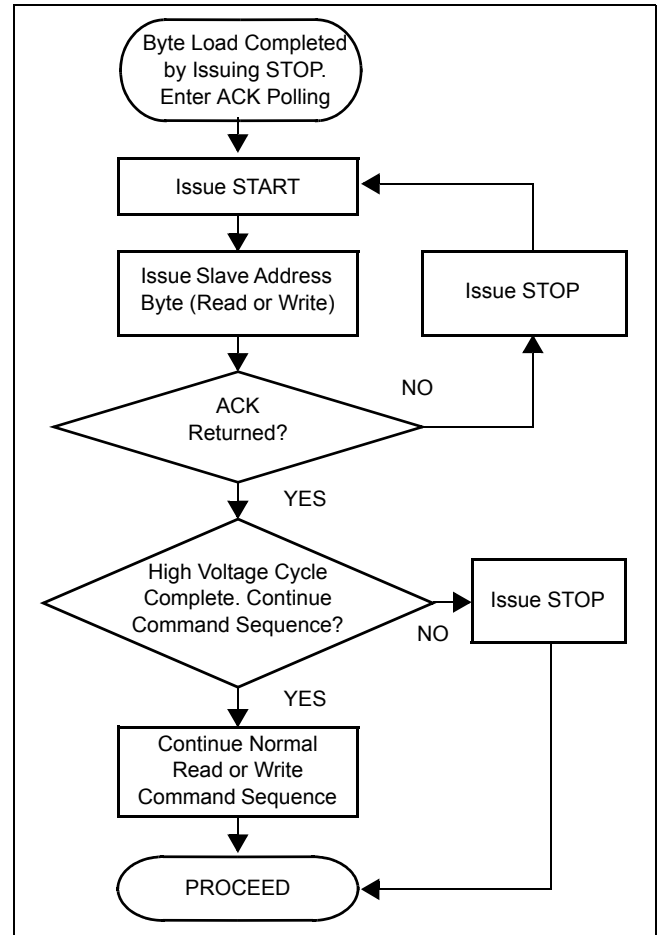 Byte Load Completed
by Issuing STOP.
Enter ACK Polling
Issue START
Issue Slave Address
Byte (Read or Write)
Issue STOP
NO
ACK
Returned?
YES
High Voltage Cycle
Complete. Continue
Command Sequence?
Issue STOP
NO
YES
Continue Normal
Read or Write
Command Sequence
PROCEED